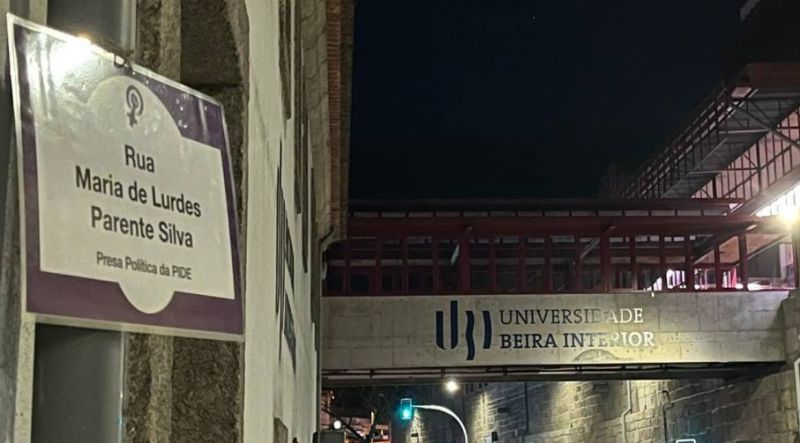 Rua
Maria de Lurdes
Parente Silva
Presa Política da PIDE
UBI UNIVERSIDADE
BEIRA INTERIOR